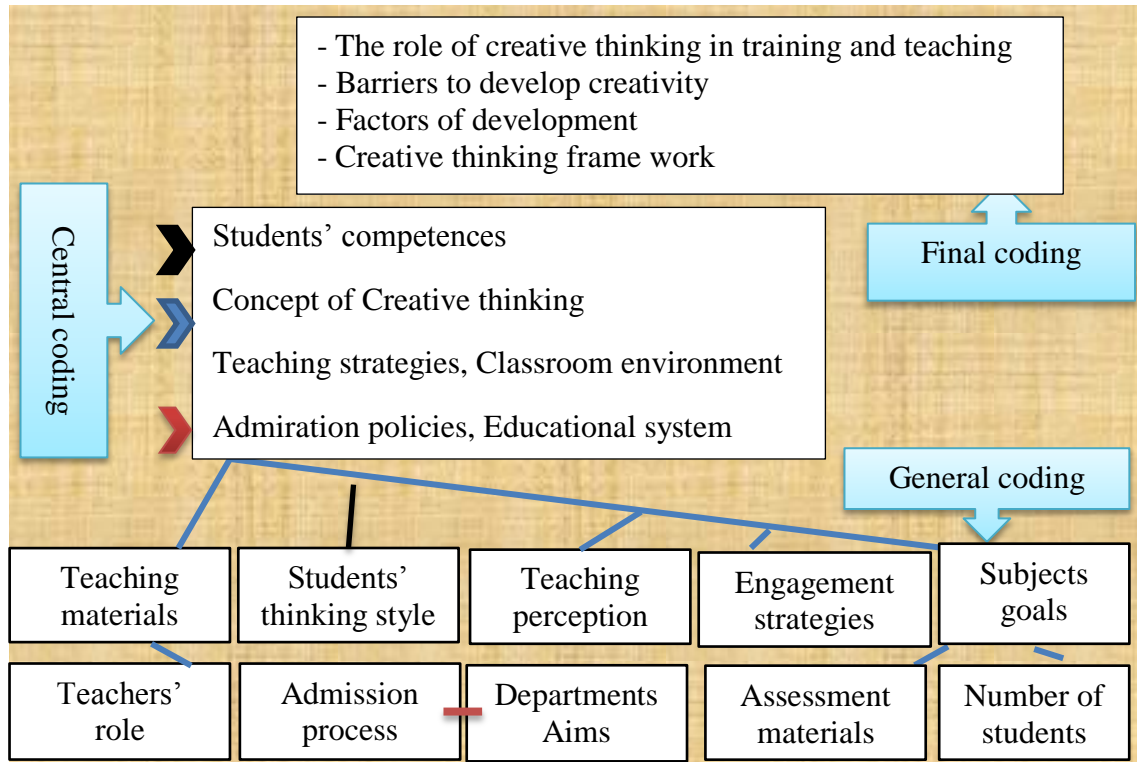 - The role of creative thinking in training and teaching
- Barriers to develop creativity
- Factors of development
- Creative thinking frame work
Central coding
Final coding
Students’ competences
Concept of Creative thinking
Teaching strategies, Classroom environment
Admiration policies, Educational system
General coding
Teaching
materials
Students’
thinking style
Teaching
perception
Engagement
strategies
Subjects
goals
Teachers’
role
Admission
process
Departments
Aims
Assessment
materials
Number of
students